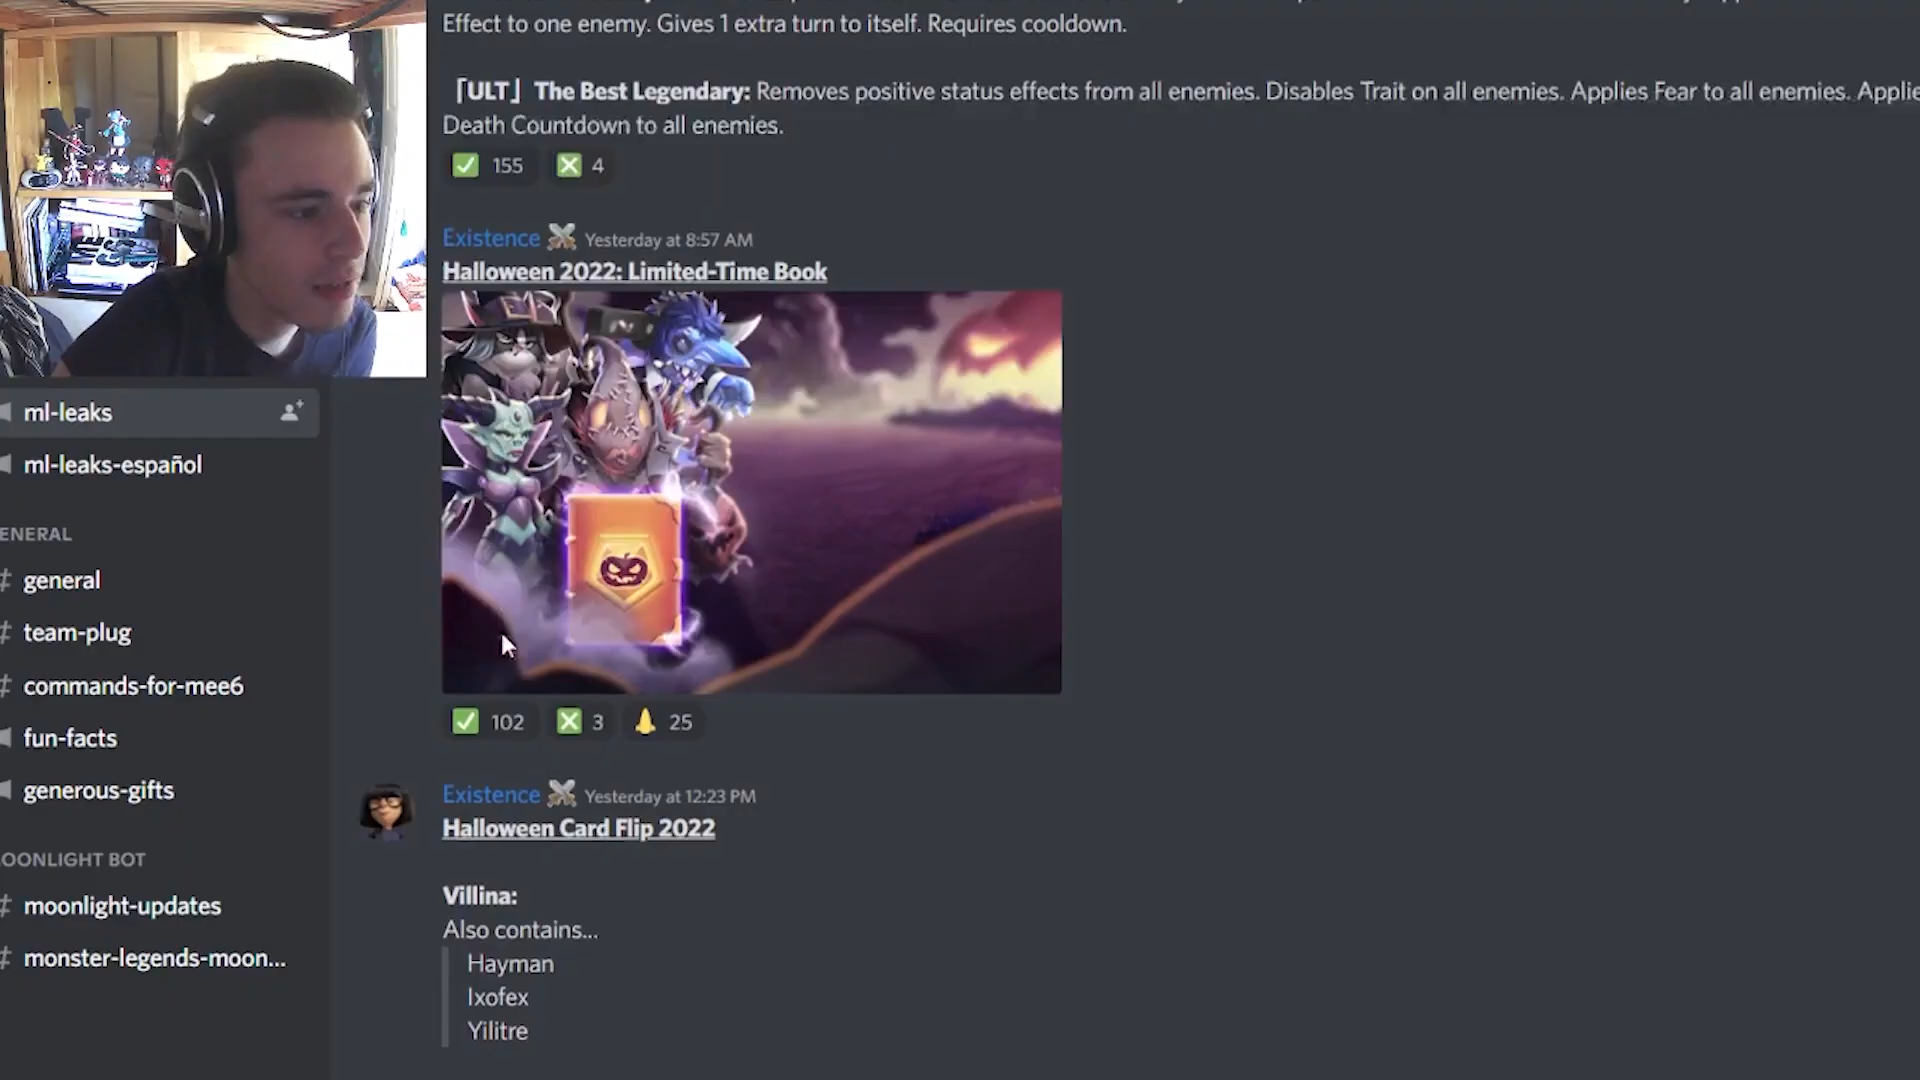 Effect to one enemy. Gives 1 extra turn to itself. Requires cooldown.
「ULT」 The Best Legendary: Removes positive status effects from all enemies. Disables Trait on all enemies. Applies Fear to all enemies. Applie
Death Countdown to all enemies.
155 4
Existence Yesterday at 8:57 AM
Halloween 2022: Limited-Time Book
102 3 25
Existence Yesterday at 12:23 PM
Halloween Card Flip 2022
Villina:
Also contains...
Hayman
Ixofex
Yilitre
ml-leaks
ml-leaks-español
ENERAL
general
team-plug
commands-for-mee6
fun-facts
generous-gifts
OONLIGHT BOT
moonlight-updates
monster-legends-moon...